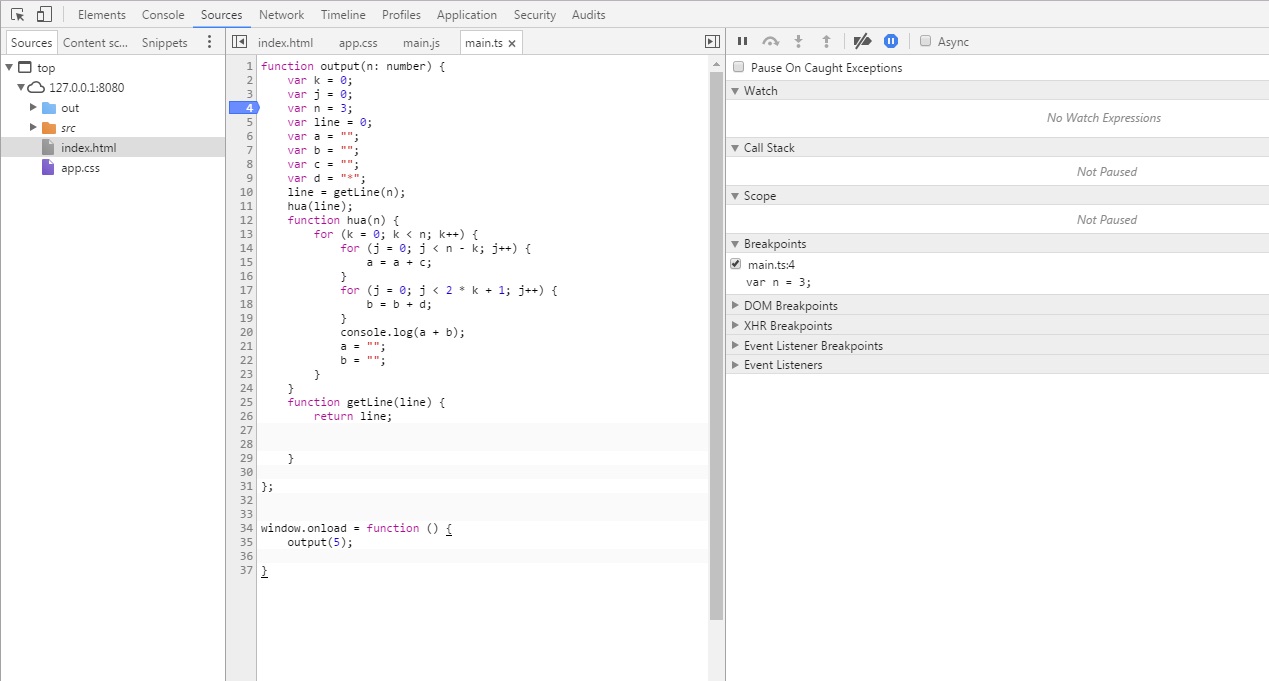 Elements Console Sources Network Timeline Profiles Application Security Audits
Sources Content sc... Snippets
top
127.0.0.1:8080
out
src
index.html
app.css
index.html app.css main.js main.ts ×
1 function output(n: number) {
2     var k = 0;
3     var j = 0;
4     var n = 3;
5     var line = 0;
6     var a = "";
7     var b = "";
8     var c = "";
9     var d = "*";
10     line = getLine(n);
11     hua(line);
12     function hua(n) {
13         for (k = 0; k < n; k++) {
14             for (j = 0; j < n - k; j++) {
15                 a = a + c;
16             }
17             for (j = 0; j < 2 * k + 1; j++) {
18                 b = b + d;
19             }
20             console.log(a + b);
21             a = "";
22             b = "";
23         }
24     }
25     function getLine(line) {
26         return line;
27
28
29     }
30
31 };
32
33
34 window.onload = function () {
35     output(5);
36
37 }
Async
Pause On Caught Exceptions
Watch
No Watch Expressions
Call Stack
Not Paused
Scope
Not Paused
Breakpoints
main.ts:4
var n = 3;
DOM Breakpoints
XHR Breakpoints
Event Listener Breakpoints
Event Listeners